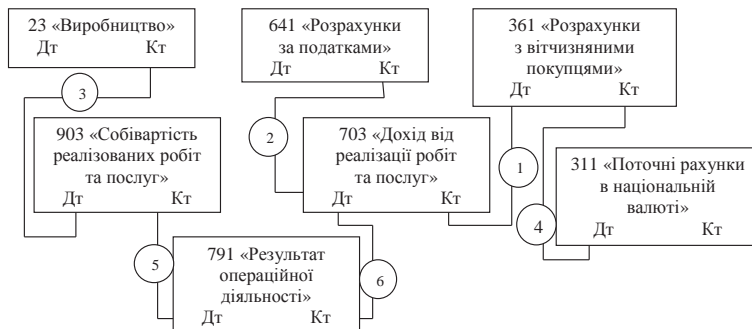 23 «Виробництво»
Дт Кт
641 «Розрахунки
за податками»
Дт Кт
361 «Розрахунки
з вітчизняними
покупцями»
Дт Кт
3
903 «Собівартість
реалізованих робіт
та послуг»
Дт Кт
2
703 «Дохід від
реалізації робіт
та послуг»
Дт Кт
1
311 «Поточні рахунки
в національній
валюті»
Дт Кт
4
5
791 «Результат
операційної
діяльності»
Дт Кт
6